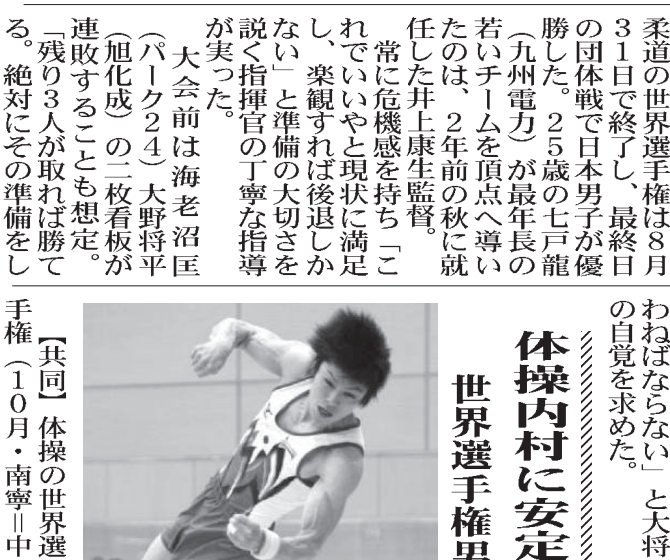 柔道の世界選手権は8月
31日で終了し、最終日
の団体戦で日本男子が優
勝した。25歳の七戸龍
（九州電力）が最年長の
若いチームを頂点へ導い
たのは、2年前の秋に就
任した井上康生監督。
常に危機感を持ち「こ
れでいいやと現状に満足
し、楽観すれば後退しか
ない」と準備の大切さを
説く指揮官の丁寧な指導
が実った。
大会前は海老沼匡
（パーク24）大野将平
（旭化成）の二枚看板が
連敗することも想定。
「残り3人が取れば勝て
る。絶対にその準備をし
わねばならない」と大将
の自覚を求めた。
体操内村に安定
世界選手権男
【共同】体操の世界選
手権（10月・南寧＝中